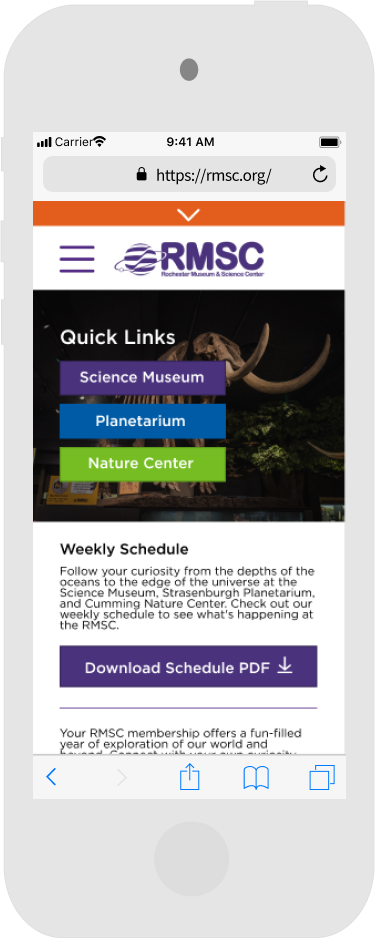 Carrier
9:41 AM
https://rmsc.org/
RMSC
Rochester Museum & Science Center
Quick Links
Science Museum
Planetarium
Nature Center
Weekly Schedule
Follow your curiosity from the depths of the
oceans to the edge of the universe at the
Science Museum, Strasenburgh Planetarium,
and Cumming Nature Center. Check out our
weekly schedule to see what's happening at
the RMSC.
Download Schedule PDF
Your RMSC membership offers a fun-filled
year of exploration of our world and
beyond. Connect with your own curiosity